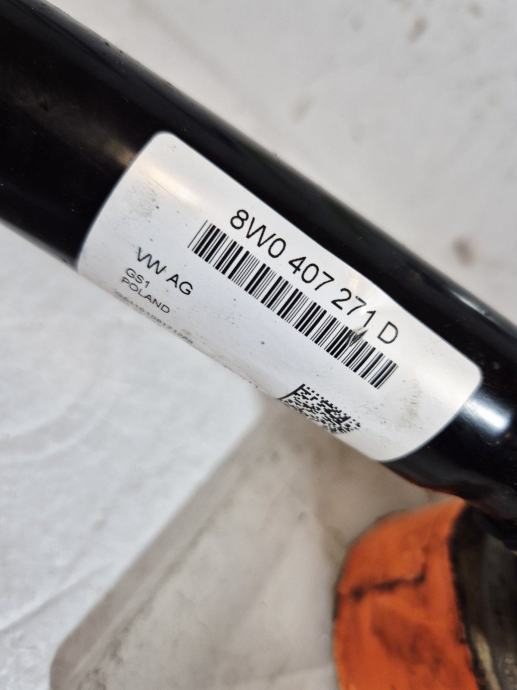 8W0 407 271 D
VW AG
GS1
POLAND